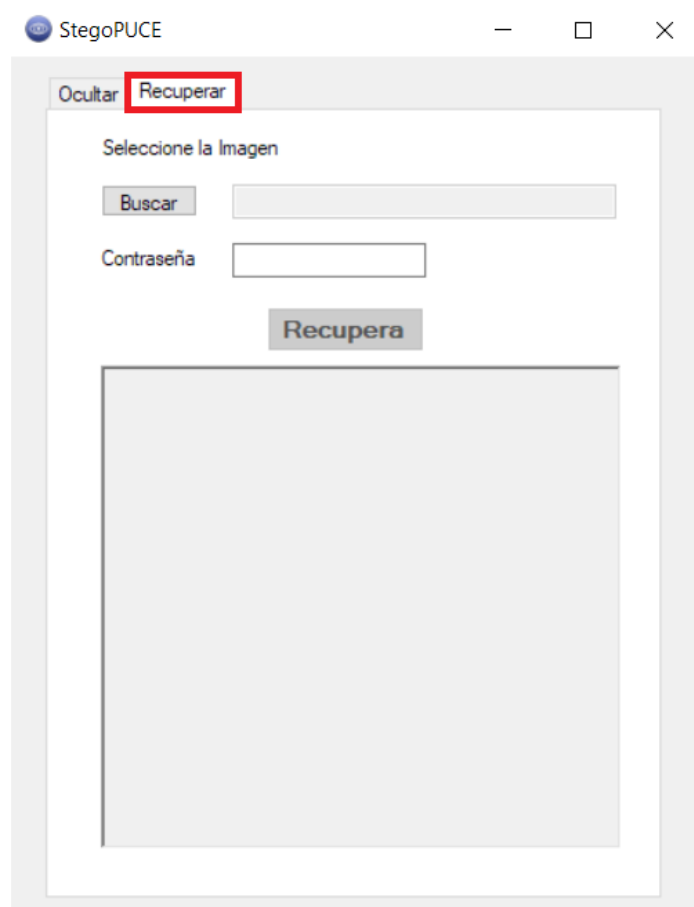 StegoPUCE
Ocultar Recuperar
Seleccione la Imagen
Buscar
Contraseña
Recupera